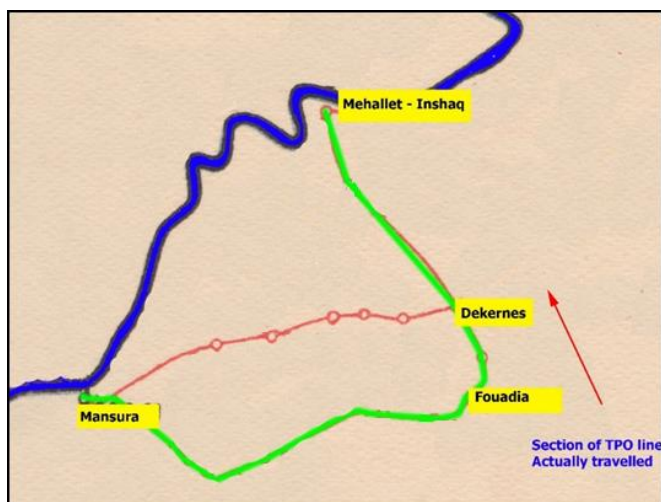 Mehallet - Inshaq
Dekernes
Fouadia
Mansura
Section of TPO line
Actually travelled